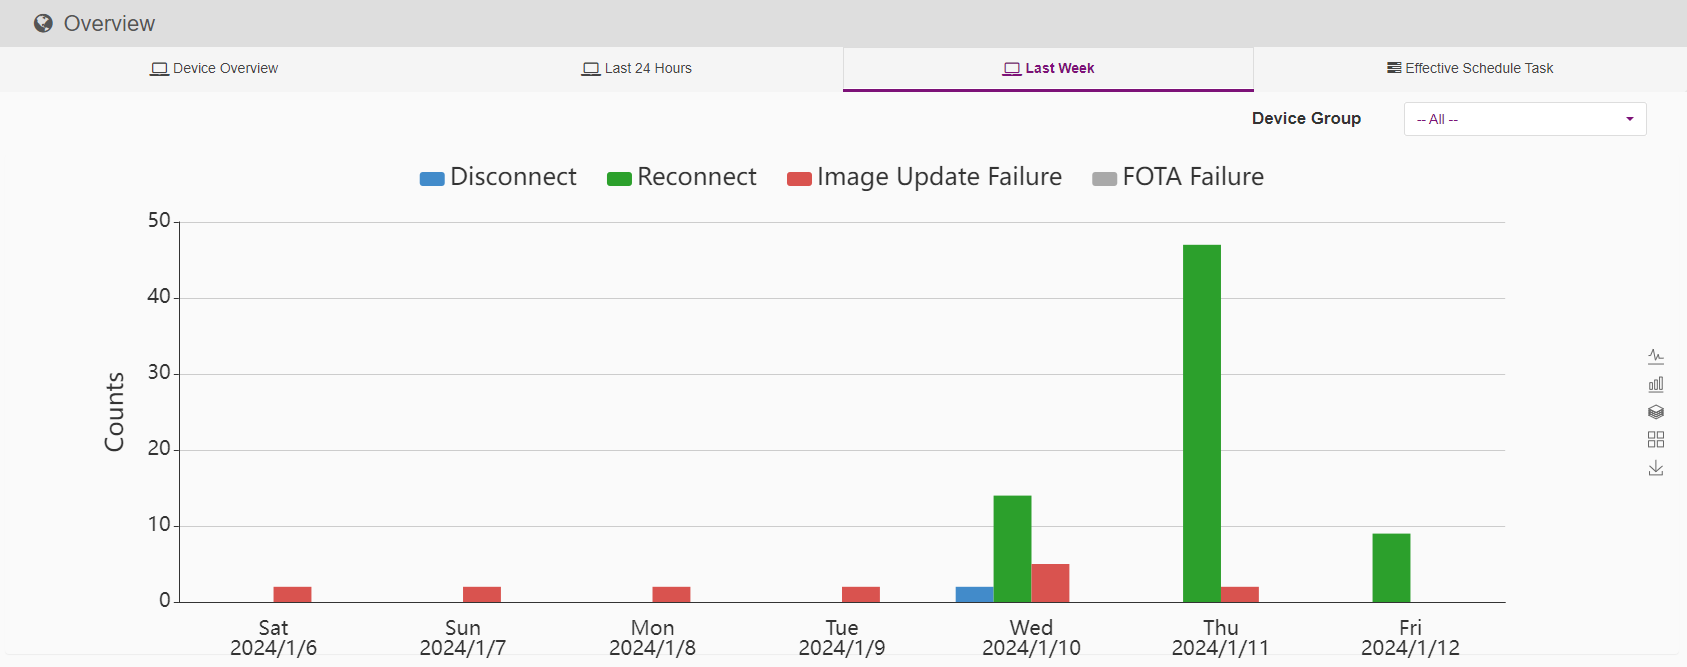 Overview
Device Overview
Last 24 Hours
Last Week
Effective Schedule Task
Device Group
-- All --
Disconnect
Reconnect
Image Update Failure
FOTA Failure
50
40
30
20
10
0
Counts
Sat
2024/1/6
Sun
2024/1/7
Mon
2024/1/8
Tue
2024/1/9
Wed
2024/1/10
Thu
2024/1/11
Fri
2024/1/12